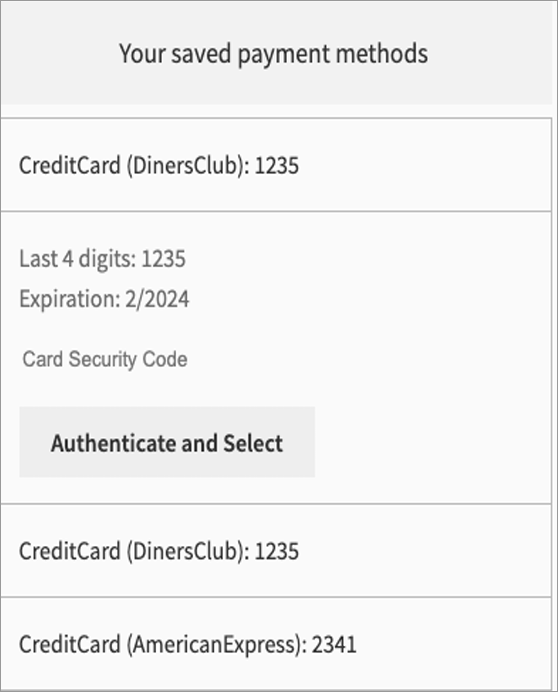 Your saved payment methods
CreditCard (DinersClub): 1235
Last 4 digits: 1235
Expiration: 2/2024
Card Security Code
Authenticate and Select
CreditCard (DinersClub): 1235
CreditCard (AmericanExpress): 2341